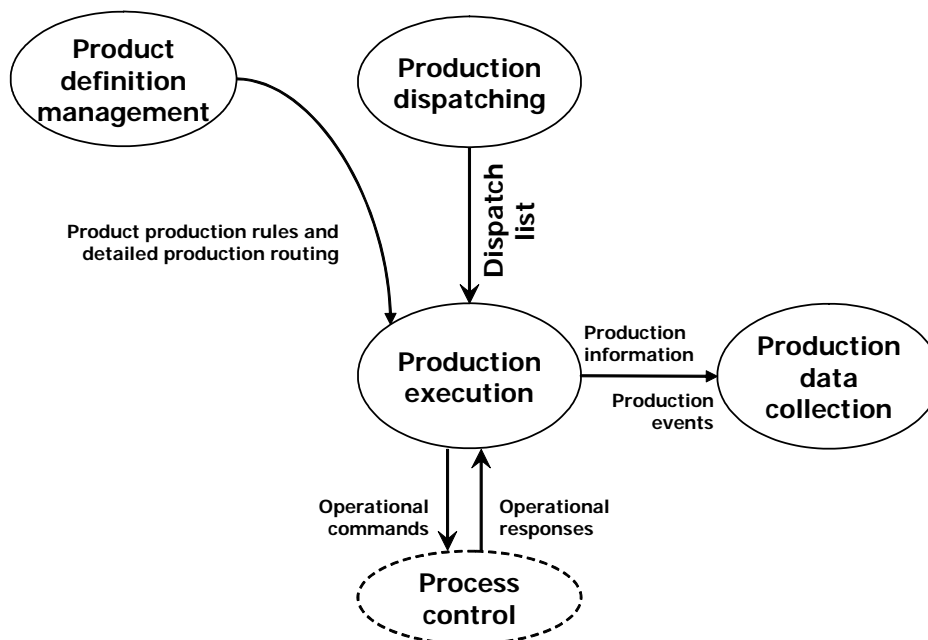 Product
definition
management
Production
dispatching
Dispatch
list
Product production rules and
detailed production routing
Production
execution
Production
information
Production
events
Production
data
collection
Operational
commands
Operational
responses
Process
control